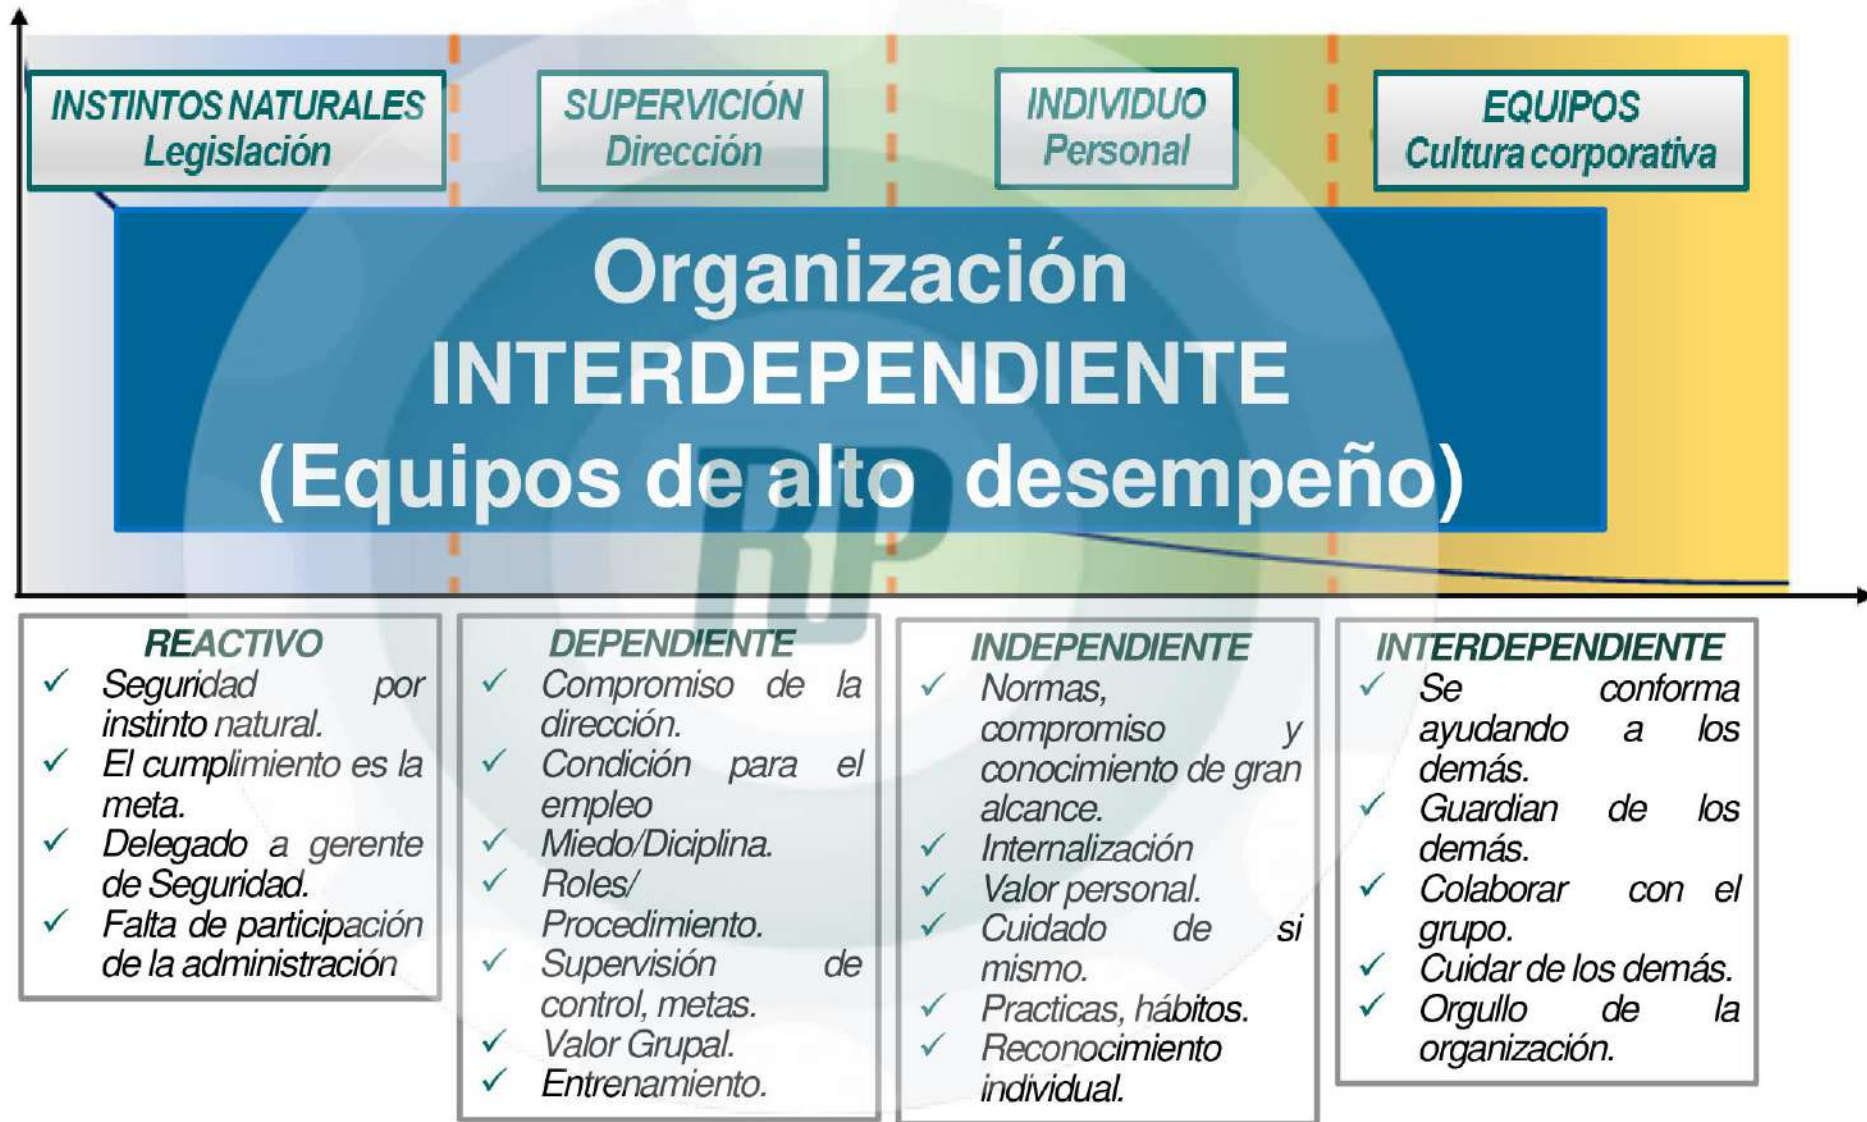 INSTINTOS NATURALES
Legislación
SUPERVICIÓN
Dirección
INDIVIDUO
Personal
EQUIPOS
Cultura corporativa
Organización
INTERDEPENDIENTE
(Equipos de alto desempeño)
RP
REACTIVO
✓ Seguridad por
instinto natural.
✓ El cumplimiento es la
meta.
✓ Delegado a gerente
de Seguridad.
✓ Falta de participación
de la administración
DEPENDIENTE
✓ Compromiso de la
dirección.
✓ Condición para el
empleo
✓ Miedo/Diciplina.
✓ Roles/
Procedimiento.
✓ Supervisión de
control, metas.
✓ Valor Grupal.
✓ Entrenamiento.
INDEPENDIENTE
✓ Normas,
compromiso y
conocimiento de gran
alcance.
✓ Internalización
✓ Valor personal.
✓ Cuidado de si
mismo.
✓ Practicas, hábitos.
✓ Reconocimiento
individual.
INTERDEPENDIENTE
✓ Se conforma
ayudando a los
demás.
✓ Guardian de los
demás.
✓ Colaborar con el
grupo.
✓ Cuidar de los demás.
✓ Orgullo de la
organización.